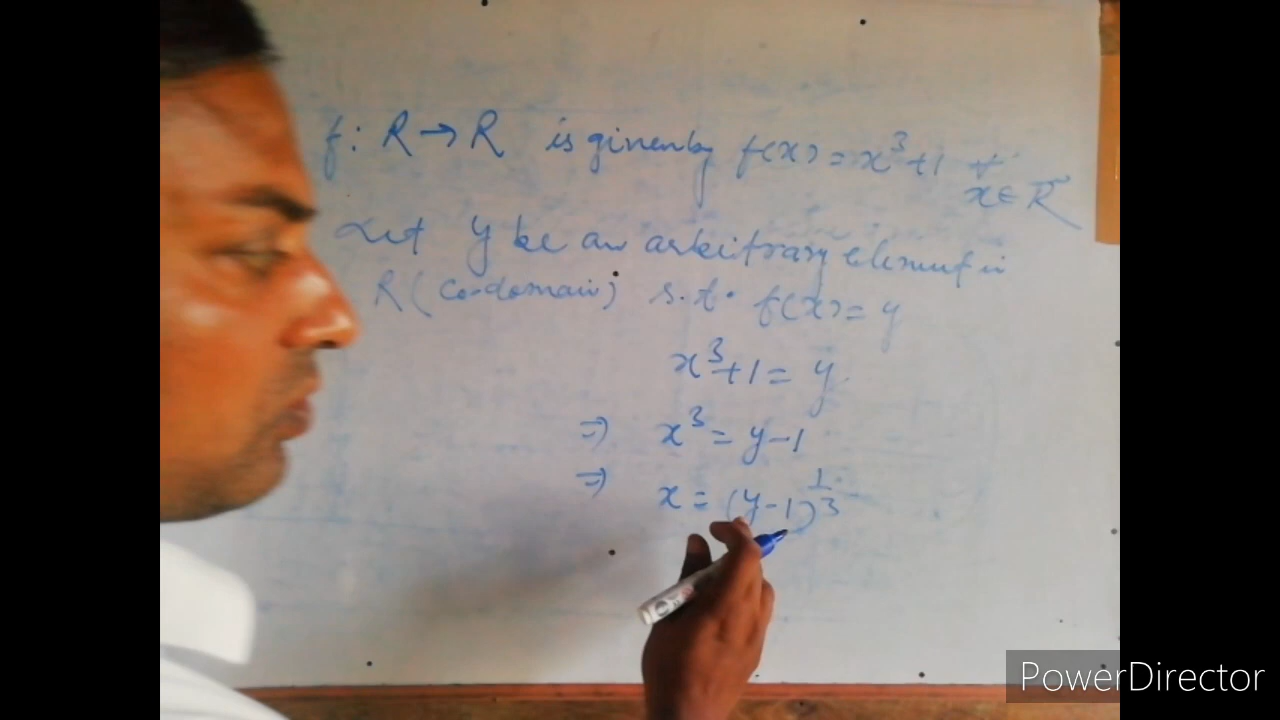 f: R → R is given by f(x) = x³+1 ∀
x ∈ R
Let y be an arbitrary element in
R (co-domain) s.t. f(x) = y
x³+1 = y.
⇒ x³ = y-1
⇒ x = (y-1)^1/3
PowerDirector